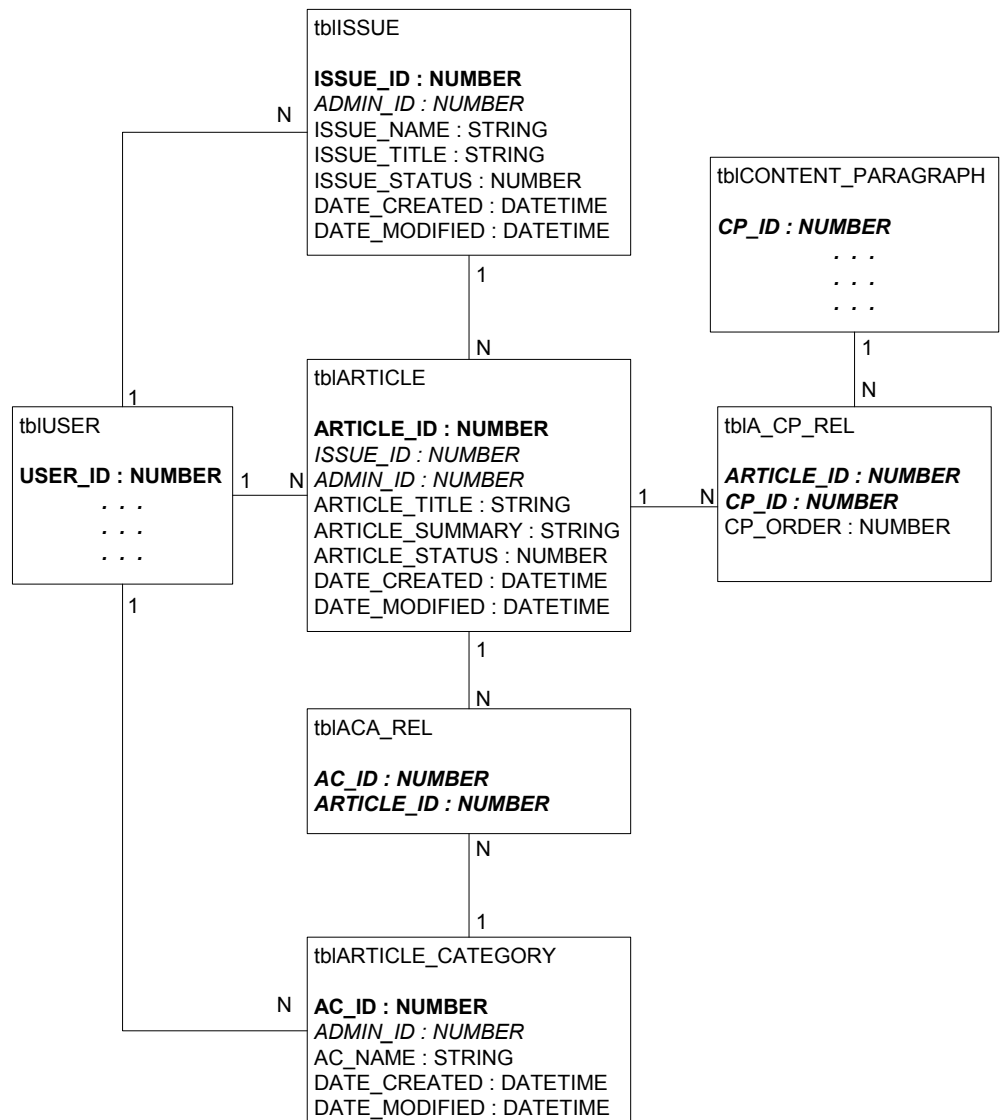 tblISSUE
ISSUE_ID : NUMBER
ADMIN_ID : NUMBER
ISSUE_NAME : STRING
ISSUE_TITLE : STRING
ISSUE_STATUS : NUMBER
DATE_CREATED : DATETIME
DATE_MODIFIED : DATETIME
N
1
N
1
tblCONTENT_PARAGRAPH
CP_ID : NUMBER
. . .
. . .
. . .
1
N
tblUSER
USER_ID : NUMBER
. . .
. . .
. . .
1
N
1
tblARTICLE
ARTICLE_ID : NUMBER
ISSUE_ID : NUMBER
ADMIN_ID : NUMBER
ARTICLE_TITLE : STRING
ARTICLE_SUMMARY : STRING
ARTICLE_STATUS : NUMBER
DATE_CREATED : DATETIME
DATE_MODIFIED : DATETIME
1
N
tblA_CP_REL
ARTICLE_ID : NUMBER
CP_ID : NUMBER
CP_ORDER : NUMBER
1
N
tblACA_REL
AC_ID : NUMBER
ARTICLE_ID : NUMBER
N
1
N
tblARTICLE_CATEGORY
AC_ID : NUMBER
ADMIN_ID : NUMBER
AC_NAME : STRING
DATE_CREATED : DATETIME
DATE_MODIFIED : DATETIME